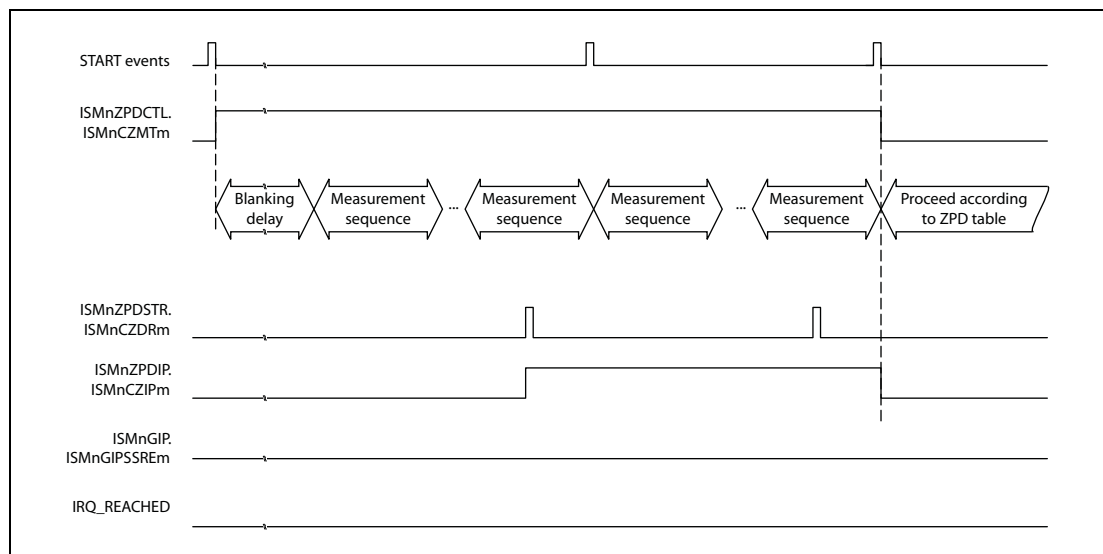 START events
ISMnZPDCTL.
ISMnCZMTm
Blanking
delay
Measurement
sequence
...
Measurement
sequence
Measurement
sequence
...
Measurement
sequence
Proceed according
to ZPD table
ISMnZPDSTR.
ISMnCZDRm
ISMnZPDIP.
ISMnCZIPm
ISMnGIP.
ISMnGIPSSREm
IRQ_REACHED